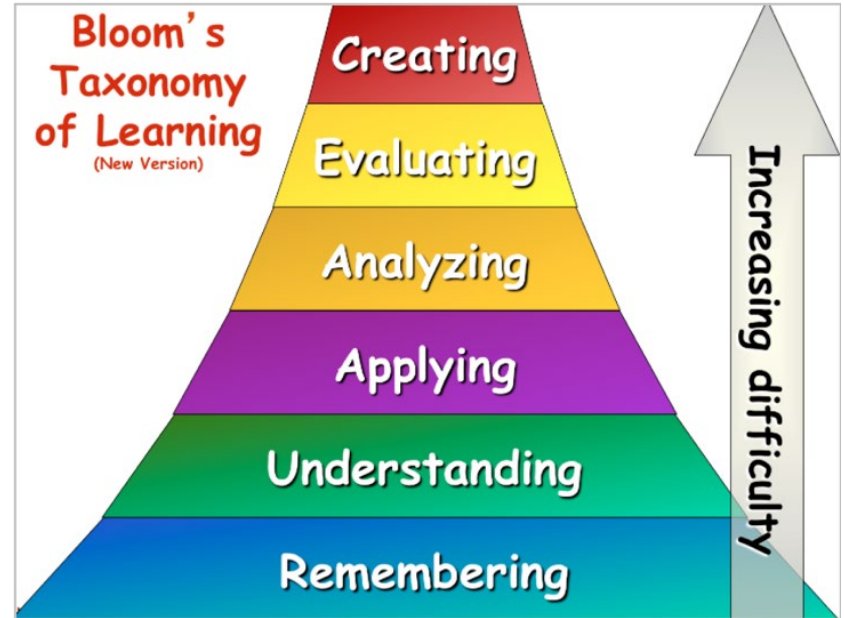 Bloom's
Taxonomy
of Learning
(New Version)
Creating
Evaluating
Analyzing
Applying
Understanding
Remembering
Increasing difficulty